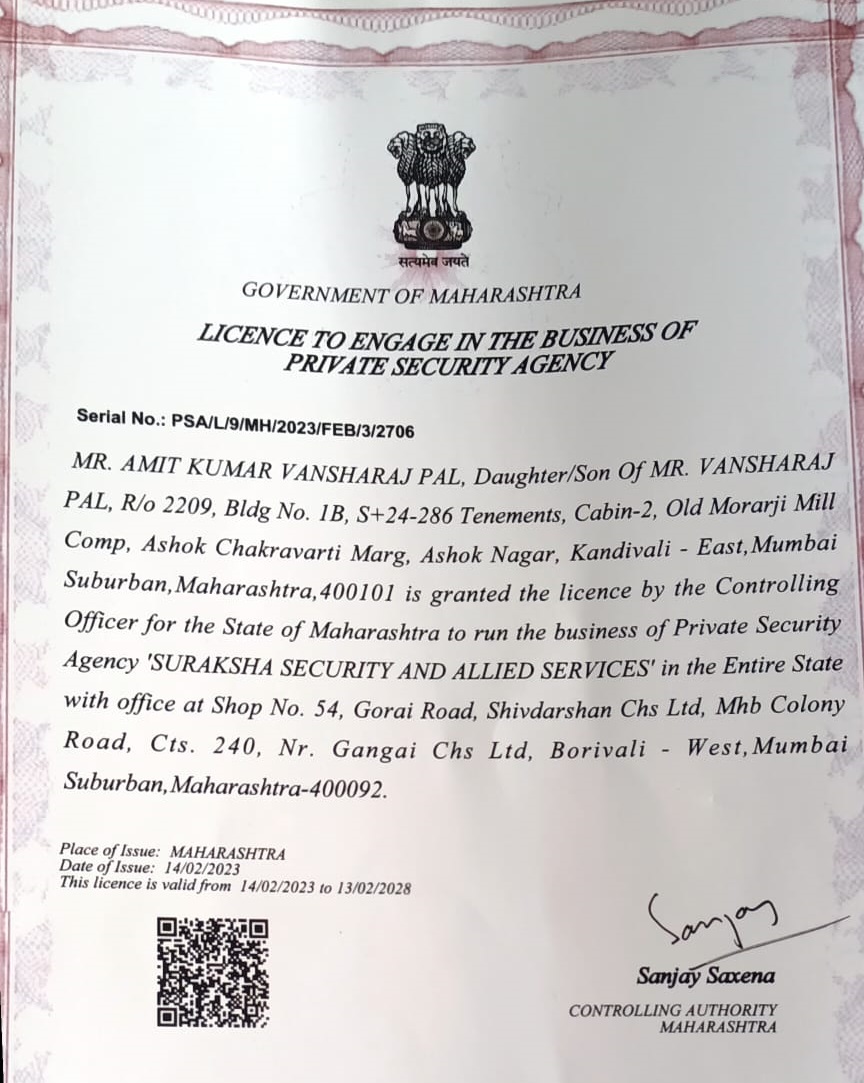 सत्यमेव जयते
GOVERNMENT OF MAHARASHTRA
LICENCE TO ENGAGE IN THE BUSINESS OF
PRIVATE SECURITY AGENCY
Serial No.: PSA/L/9/MH/2023/FEB/3/2706
MR. AMIT KUMAR VANSHARAJ PAL, Daughter/Son Of MR. VANSHARAJ
PAL, R/o 2209, Bldg No. 1B, S+24-286 Tenements, Cabin-2, Old Morarji Mill
Comp, Ashok Chakravarti Marg, Ashok Nagar, Kandivali - East,Mumbai
Suburban,Maharashtra,400101 is granted the licence by the Controlling
Officer for the State of Maharashtra to run the business of Private Security
Agency 'SURAKSHA SECURITY AND ALLIED SERVICES' in the Entire State
with office at Shop No. 54, Gorai Road, Shivdarshan Chs Ltd, Mhb Colony
Road, Cts. 240, Nr. Gangai Chs Ltd, Borivali - West,Mumbai
Suburban,Maharashtra-400092.
Place of Issue: MAHARASHTRA
Date of Issue: 14/02/2023
This licence is valid from 14/02/2023 to 13/02/2028
Sanjay
Sanjay Saxena
CONTROLLING AUTHORITY
MAHARASHTRA